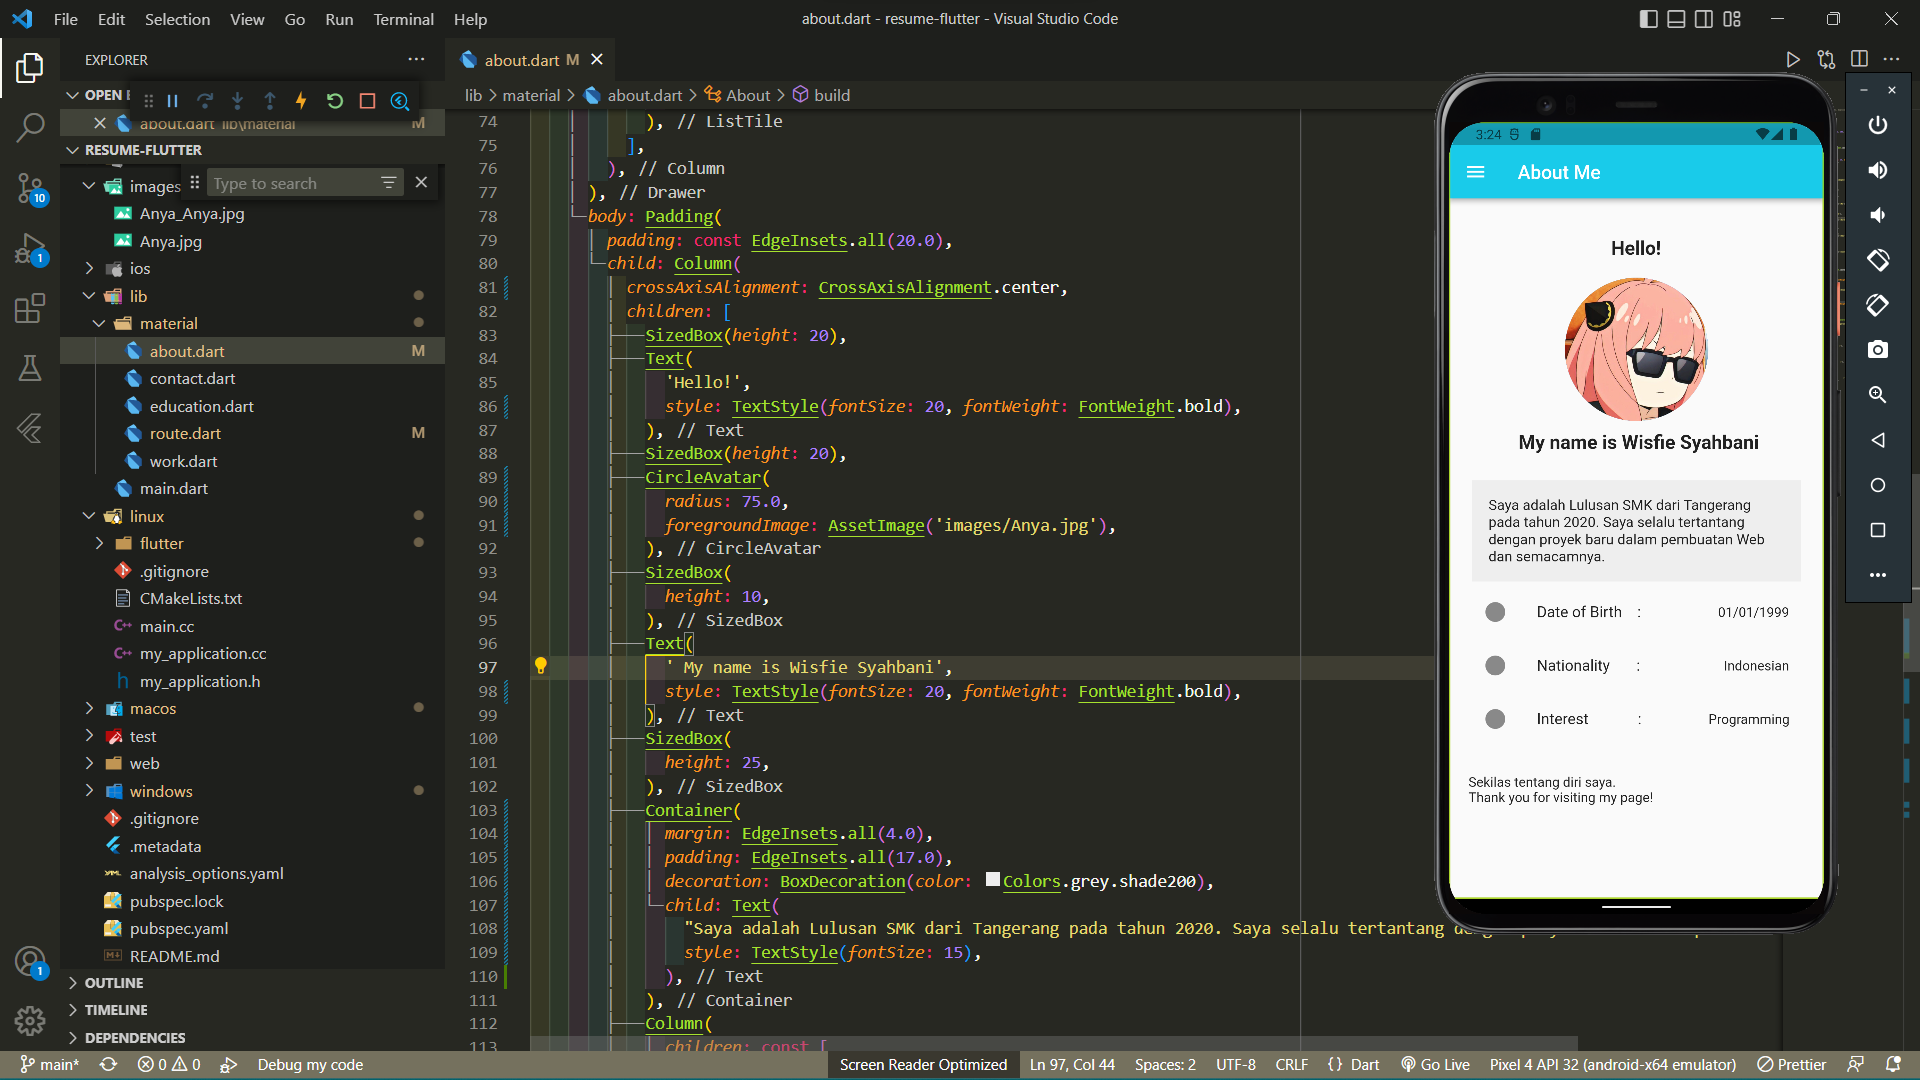 File Edit Selection View Go Run Terminal Help
about.dart - resume-flutter - Visual Studio Code
EXPLORER
about.dart M
OPEN E
about.dart lib\material M
RESUME-FLUTTER
images
Type to search
Anya_Anya.jpg
Anya.jpg
ios
lib
material
about.dart M
contact.dart
education.dart
route.dart M
work.dart
main.dart
linux
flutter
.gitignore
CMakeLists.txt
main.cc
my_application.cc
my_application.h
macos
test
web
windows
.gitignore
.metadata
analysis_options.yaml
pubspec.lock
pubspec.yaml
README.md
OUTLINE
TIMELINE
DEPENDENCIES
10
1
1
lib > material > about.dart > About > build
74 ), // ListTile
75 ],
76 ), // Column
77 ), // Drawer
78 body: Padding(
79 padding: const EdgeInsets.all(20.0),
80 child: Column(
81 crossAxisAlignment: CrossAxisAlignment.center,
82 children: [
83 SizedBox(height: 20),
84 Text(
85 'Hello!',
86 style: TextStyle(fontSize: 20, fontWeight: FontWeight.bold),
87 ), // Text
88 SizedBox(height: 20),
89 CircleAvatar(
90 radius: 75.0,
91 foregroundImage: AssetImage('images/Anya.jpg'),
92 ), // CircleAvatar
93 SizedBox(
94 height: 10,
95 ), // SizedBox
96 Text(
97 ' My name is Wisfie Syahbani',
98 style: TextStyle(fontSize: 20, fontWeight: FontWeight.bold),
99 ), // Text
100 SizedBox(
101 height: 25,
102 ), // SizedBox
103 Container(
104 margin: EdgeInsets.all(4.0),
105 padding: EdgeInsets.all(17.0),
106 decoration: BoxDecoration(color: Colors.grey.shade200),
107 child: Text(
108 "Saya adalah Lulusan SMK dari Tangerang pada tahun 2020. Saya selalu tertantang
109 style: TextStyle(fontSize: 15),
110 ), // Text
111 ), // Container
112 Column(
113 children: const [
3:24
About Me
Hello!
My name is Wisfie Syahbani
Saya adalah Lulusan SMK dari Tangerang
pada tahun 2020. Saya selalu tertantang
dengan proyek baru dalam pembuatan Web
dan semacamnya.
Date of Birth : 01/01/1999
Nationality : Indonesian
Interest : Programming
Sekilas tentang diri saya.
Thank you for visiting my page!
main* 0 0 Debug my code
Screen Reader Optimized Ln 97, Col 44 Spaces: 2 UTF-8 CRLF {} Dart Go Live Pixel 4 API 32 (android-x64 emulator) Prettier